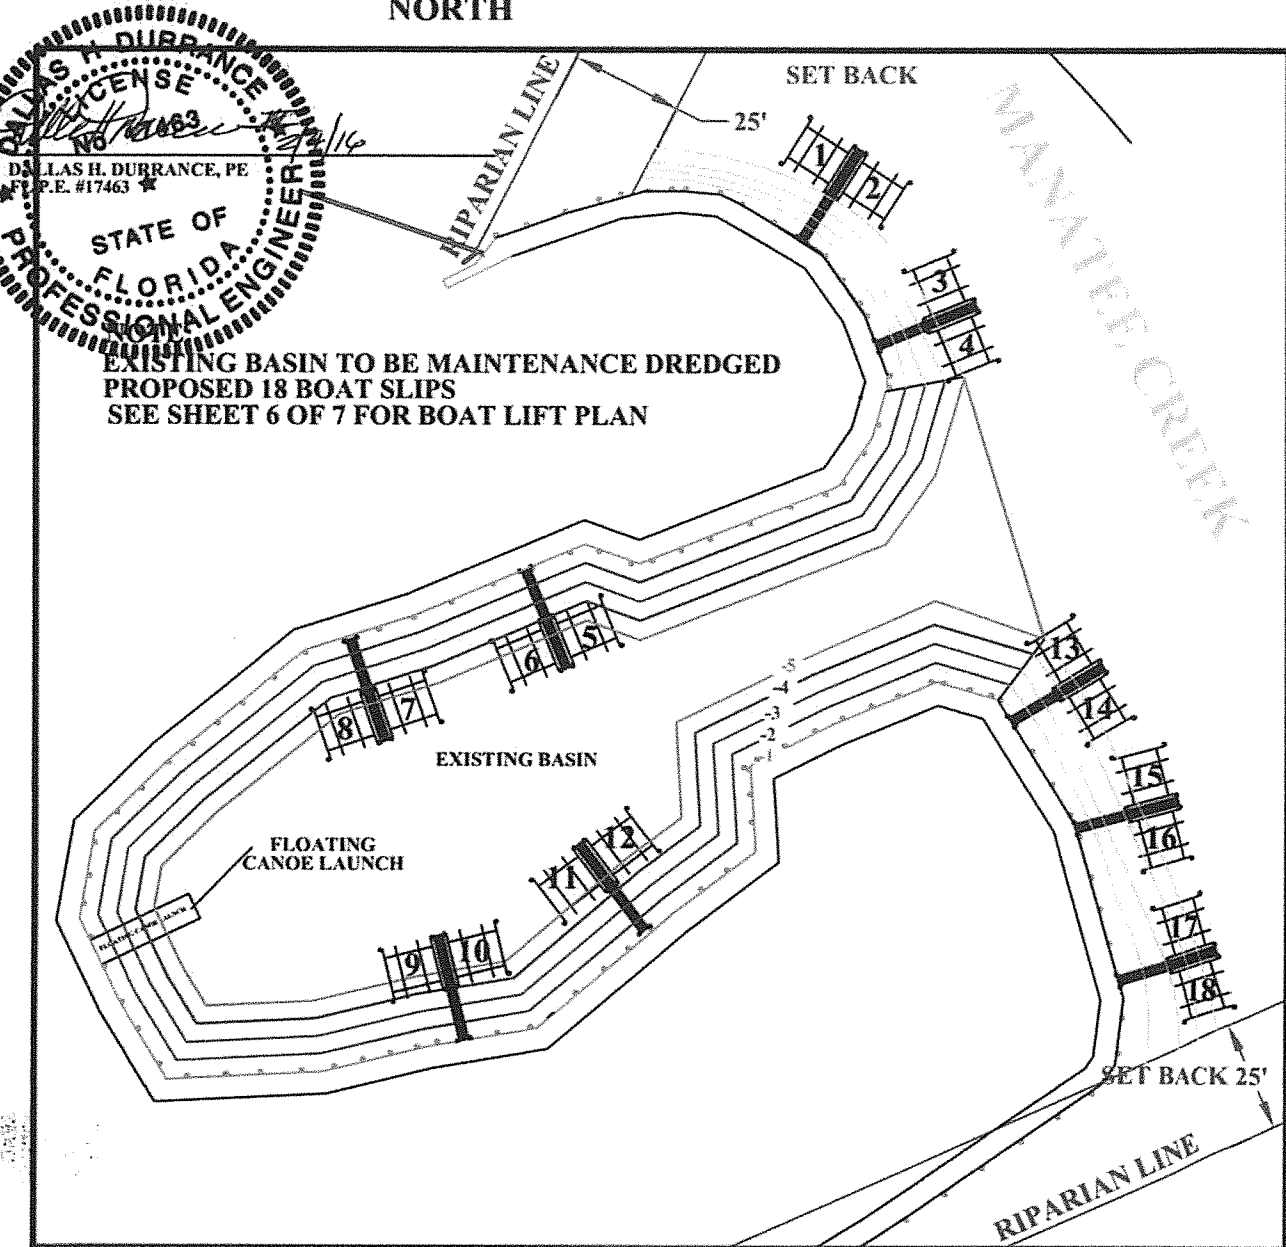 NORTH
DALLAS H DURRANCE
LICENSE
No 17463
STATE OF
FLORIDA
PROFESSIONAL ENGINEER
DALLAS H. DURRANCE, PE
P.E. #17463
RIPARIAN LINE
25'
SET BACK
MANATEE CREEK
NOTE:
EXISTING BASIN TO BE MAINTENANCE DREDGED
PROPOSED 18 BOAT SLIPS
SEE SHEET 6 OF 7 FOR BOAT LIFT PLAN
1
2
3
4
5
6
7
8
EXISTING BASIN
-5
-4
-3
-2
-1
13
14
15
16
17
18
12
11
10
9
FLOATING
CANOE LAUNCH
FLOATING CANOE LAUNCH
SET BACK 25'
RIPARIAN LINE